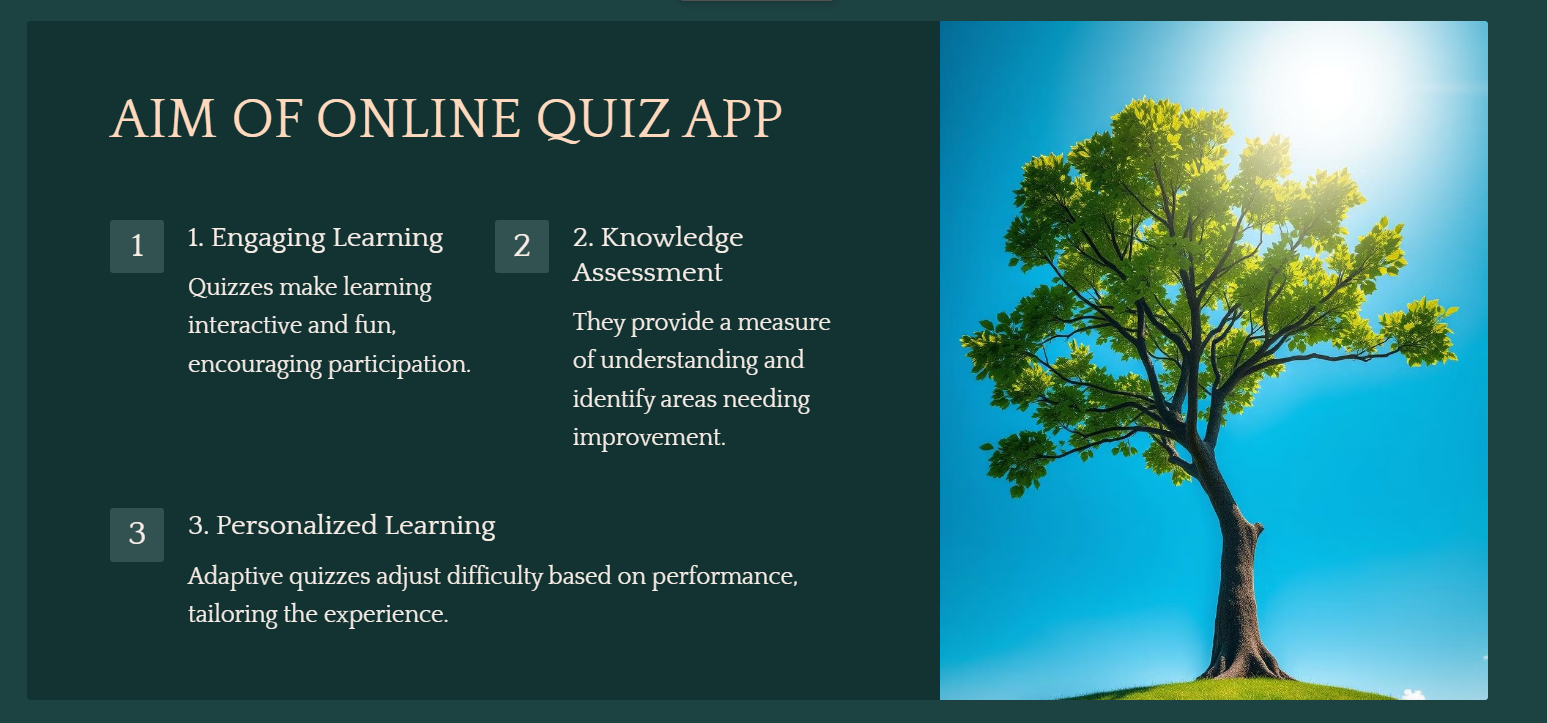 AIM OF ONLINE QUIZ APP
1
1. Engaging Learning
Quizzes make learning
interactive and fun,
encouraging participation.
2
2. Knowledge
Assessment
They provide a measure
of understanding and
identify areas needing
improvement.
3
3. Personalized Learning
Adaptive quizzes adjust difficulty based on performance,
tailoring the experience.